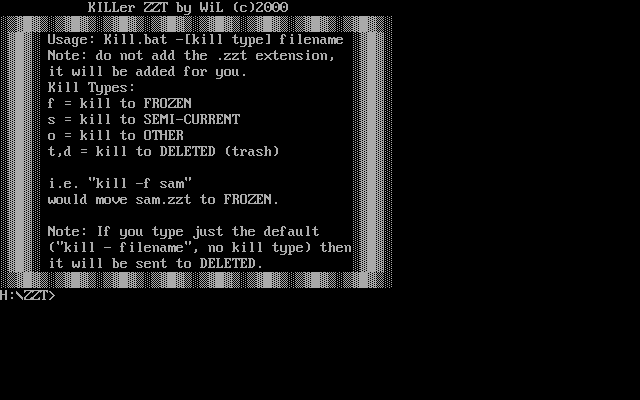 KILLer ZZT by WiL (c)2000
Usage: Kill.bat -[kill type] filename
Note: do not add the .zzt extension,
it will be added for you.
Kill Types:
f = kill to FROZEN
s = kill to SEMI-CURRENT
o = kill to OTHER
t,d = kill to DELETED (trash)
i.e. "kill -f sam"
would move sam.zzt to FROZEN.
Note: If you type just the default
("kill - filename", no kill type) then
it will be sent to DELETED.
H:\ZZT>